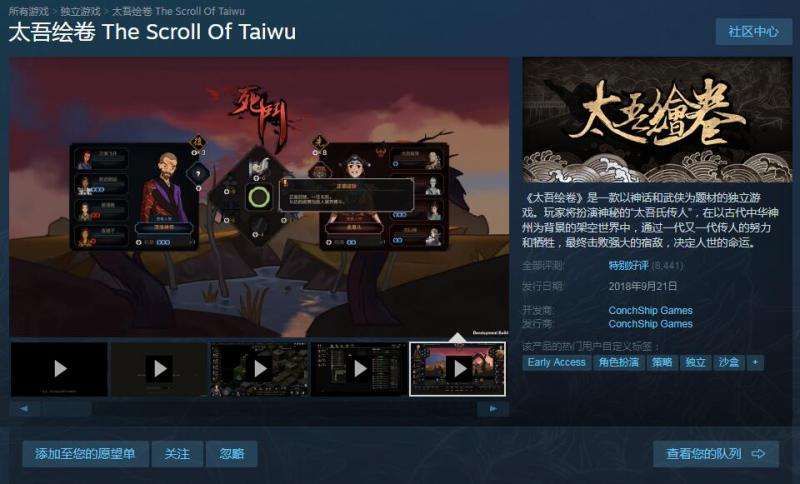 所有游戏 > 独立游戏 > 太吾绘卷 The Scroll Of Taiwu
太吾绘卷 The Scroll Of Taiwu
社区中心
死鬥
Development Build
太吾繪卷
《太吾绘卷》是一款以神话和武侠为题材的独立游
戏。玩家将扮演神秘的“太吾氏传人”，在以古代中华神
州为背景的架空世界中，通过一代又一代传人的努力
和牺牲，最终击败强大的宿敌，决定人世的命运。
全部评测: 特别好评 (8,441)
发行日期: 2018年9月21日
开发商: ConchShip Games
发行商: ConchShip Games
该产品的热门用户自定义标签：
Early Access 角色扮演 策略 独立 沙盒 +
添加至您的愿望单 关注 忽略 查看您的队列